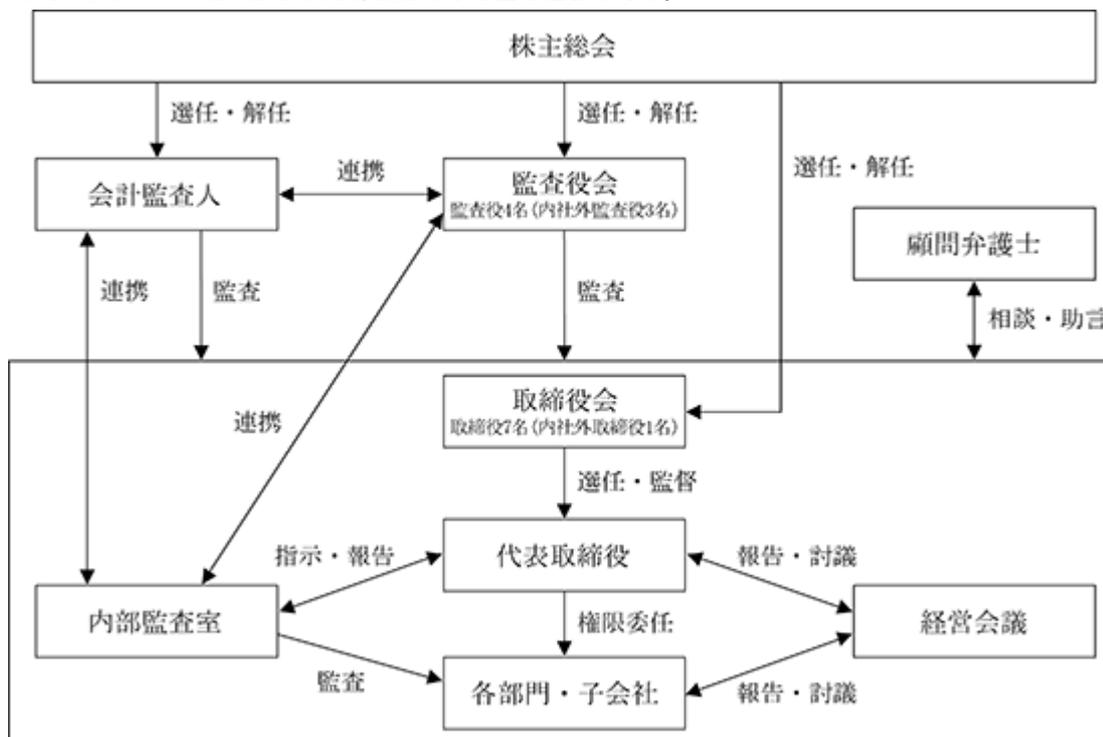 株主総会
選任・解任
選任・解任
選任・解任
会計監査人
連携
監査役会
監査役4名(内社外監査役3名)
顧問弁護士
連携
監査
監査
相談・助言
連携
取締役会
取締役7名(内社外取締役1名)
選任・監督
指示・報告
代表取締役
報告・討議
内部監査室
権限委任
経営会議
監査
各部門・子会社
報告・討議